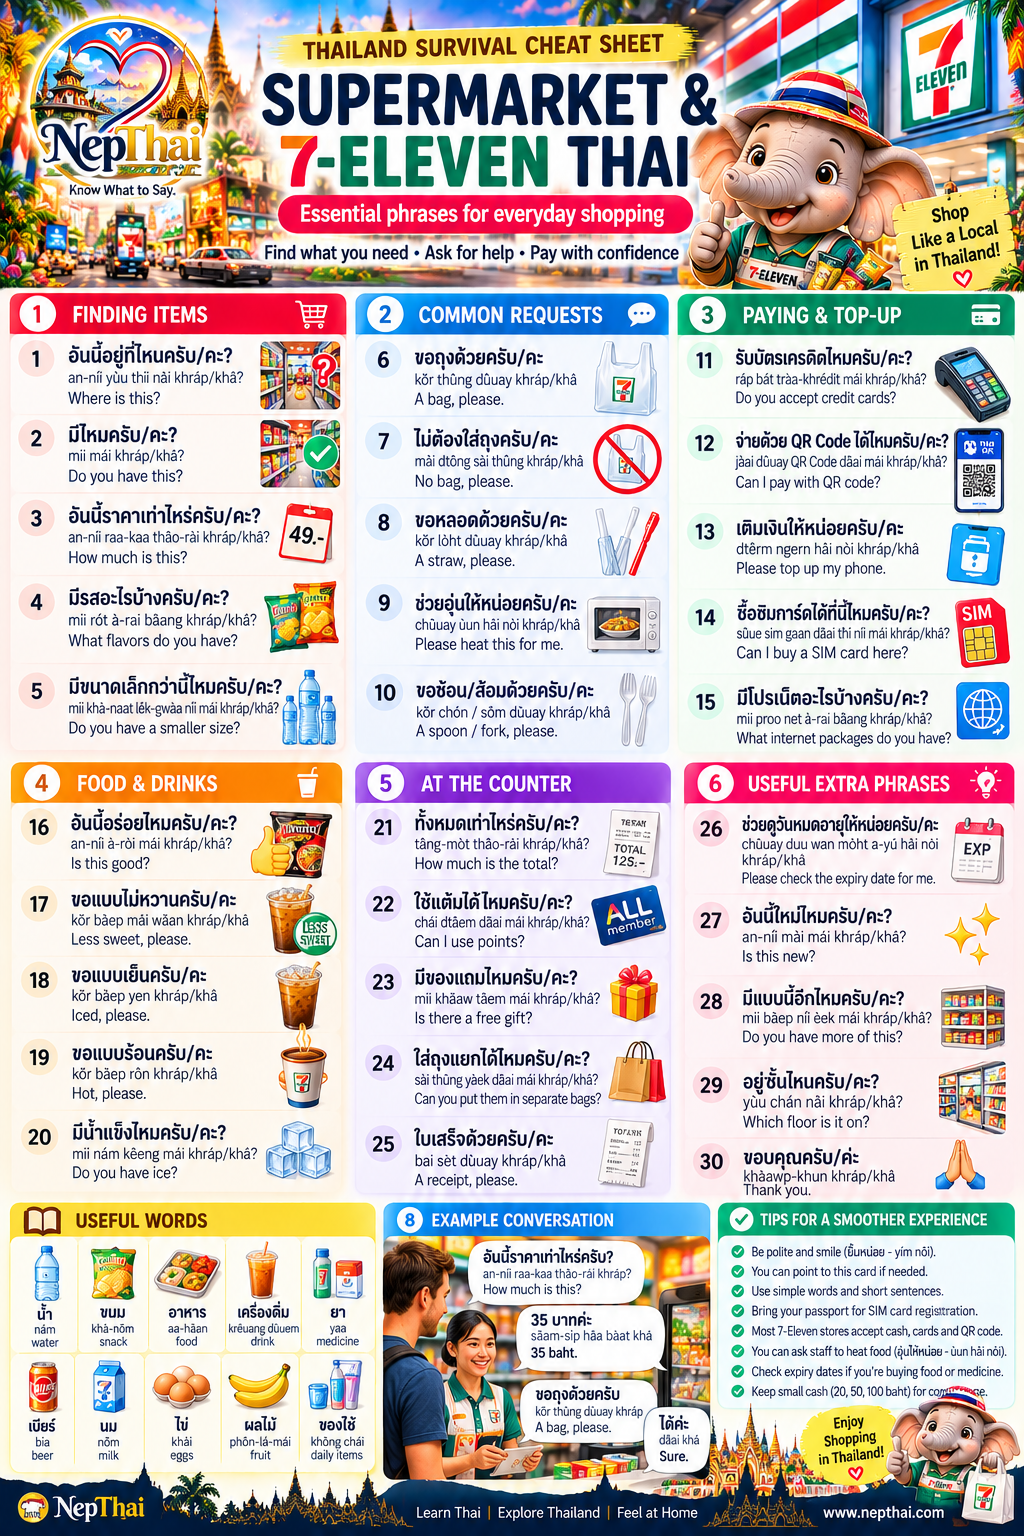 NepThai
Know What to Say.
THAILAND SURVIVAL CHEAT SHEET
SUPERMARKET &
7-ELEVEN THAI
Essential phrases for everyday shopping
Find what you need • Ask for help • Pay with confidence
7-ELEVEN
ELEVEN
Shop
Like a Local
in Thailand!
1 FINDING ITEMS
1 อันนี้อยู่ที่ไหนครับ/คะ?
an-níi yùu thîi nǎi khráp/khâ?
Where is this?
2 มีไหมครับ/คะ?
mii mái khráp/khâ?
Do you have this?
3 อันนี้ราคาเท่าไหร่ครับ/คะ?
an-níi raa-kaa thâo-rài khráp/khâ?
How much is this?
49.-
4 มีรสอะไรบ้างครับ/คะ?
mii rót à-rai bâang khráp/khâ?
What flavors do you have?
5 มีขนาดเล็กกว่านี้ไหมครับ/คะ?
mii khà-naat lék-gwàa níi mái khráp/khâ?
Do you have a smaller size?
2 COMMON REQUESTS
6 ขอถุงด้วยครับ/คะ
kŏr thŭng dûuay khráp/khâ
A bag, please.
7 ไม่ต้องใส่ถุงครับ/คะ
mâi dtông sài thŭng khráp/khâ
No bag, please.
8 ขอหลอดด้วยครับ/คะ
kŏr lòht dûuay khráp/khâ
A straw, please.
9 ช่วยอุ่นให้หน่อยครับ/คะ
chûuay ùun hâi nòi khráp/khâ
Please heat this for me.
10 ขอช้อน/ส้อมด้วยครับ/คะ
kŏr chón / sôm dûuay khráp/khâ
A spoon / fork, please.
3 PAYING & TOP-UP
11 รับบัตรเครดิตไหมครับ/คะ?
ráp bàt tràa-khrédit mái khráp/khâ?
Do you accept credit cards?
12 จ่ายด้วย QR Code ได้ไหมครับ/คะ?
jàai dûuay QR Code dâai mái khráp/khâ?
Can I pay with QR code?
13 เติมเงินให้หน่อยครับ/คะ
dtêrm ngern hâi nòi khráp/khâ
Please top up my phone.
14 ซื้อซิมการ์ดได้ที่นี่ไหมครับ/คะ?
súue sim gaan dâai thî níi mái khráp/khâ?
Can I buy a SIM card here?
SIM
15 มีโปรเน็ตอะไรบ้างครับ/คะ?
mii proo net à-rai bâang khráp/khâ?
What internet packages do you have?
4 FOOD & DRINKS
16 อันนี้อร่อยไหมครับ/คะ?
an-níi à-ròi mái khráp/khâ?
Is this good?
17 ขอแบบไม่หวานครับ/คะ
kŏr bàep mâi wăan khráp/khâ
Less sweet, please.
LESS
SWEET
18 ขอแบบเย็นครับ/คะ
kŏr bàep yen khráp/khâ
Iced, please.
19 ขอแบบร้อนครับ/คะ
kŏr bàep rôn khráp/khâ
Hot, please.
20 มีน้ำแข็งไหมครับ/คะ?
mii nám kêeng mái khráp/khâ?
Do you have ice?
5 AT THE COUNTER
21 ทั้งหมดเท่าไหร่ครับ/คะ?
tâng-mòt thâo-rài khráp/khâ?
How much is the total?
TOTAL
125.-
22 ใช้แต้มได้ไหมครับ/คะ?
chái dtâem dâai mái khráp/khâ?
Can I use points?
ALL
member
23 มีของแถมไหมครับ/คะ?
mii khăaw tăem mái khráp/khâ?
Is there a free gift?
24 ใส่ถุงแยกได้ไหมครับ/คะ?
sài thŭng yàek dâai mái khráp/khâ?
Can you put them in separate bags?
25 ใบเสร็จด้วยครับ/คะ
bai sèt dûuay khráp/khâ
A receipt, please.
6 USEFUL EXTRA PHRASES
26 ช่วยดูวันหมดอายุให้หน่อยครับ/คะ
chûuay duu wan mòht a-yú hâi nòi
khráp/khâ
Please check the expiry date for me.
EXP
27 อันนี้ใหม่ไหมครับ/คะ?
an-níi mài mái khráp/khâ?
Is this new?
28 มีแบบนี้อีกไหมครับ/คะ?
mii bàep níi èek mái khráp/khâ?
Do you have more of this?
29 อยู่ชั้นไหนครับ/คะ?
yùu chán nǎi khráp/khâ?
Which floor is it on?
30 ขอบคุณครับ/ค่ะ
khàawp-khun khráp/khâ
Thank you.
USEFUL WORDS
น้ำ
nám
water
ขนม
khà-nŏm
snack
อาหาร
aa-hăan
food
เครื่องดื่ม
krêuang dùuem
drink
ยา
yaa
medicine
เบียร์
bia
beer
นม
nŏm
milk
ไข่
khài
eggs
ผลไม้
phŏn-lá-mái
fruit
ของใช้
khŏng chái
daily items
8 EXAMPLE CONVERSATION
อันนี้ราคาเท่าไหร่ครับ?
an-níi raa-kaa thâo-rài khráp?
How much is this?
35 บาทค่ะ
săam-sip hâa bàat khá
35 baht.
ขอถุงด้วยครับ
kŏr thŭng dûuay khráp
A bag, please.
ได้ค่ะ
dâai khá
Sure.
TIPS FOR A SMOOTHER EXPERIENCE
Be polite and smile (ยิ้มหน่อย - yím nòi).
You can point to this card if needed.
Use simple words and short sentences.
Bring your passport for SIM card registration.
Most 7-Eleven stores accept cash, cards and QR code.
You can ask staff to heat food (อุ่นให้หน่อย - ùun hâi nòi).
Check expiry dates if you're buying food or medicine.
Keep small cash (20, 50, 100 baht) for
Enjoy
Shopping
in Thailand!
NepThai
Learn Thai | Explore Thailand | Feel at Home
www.nepthai.com